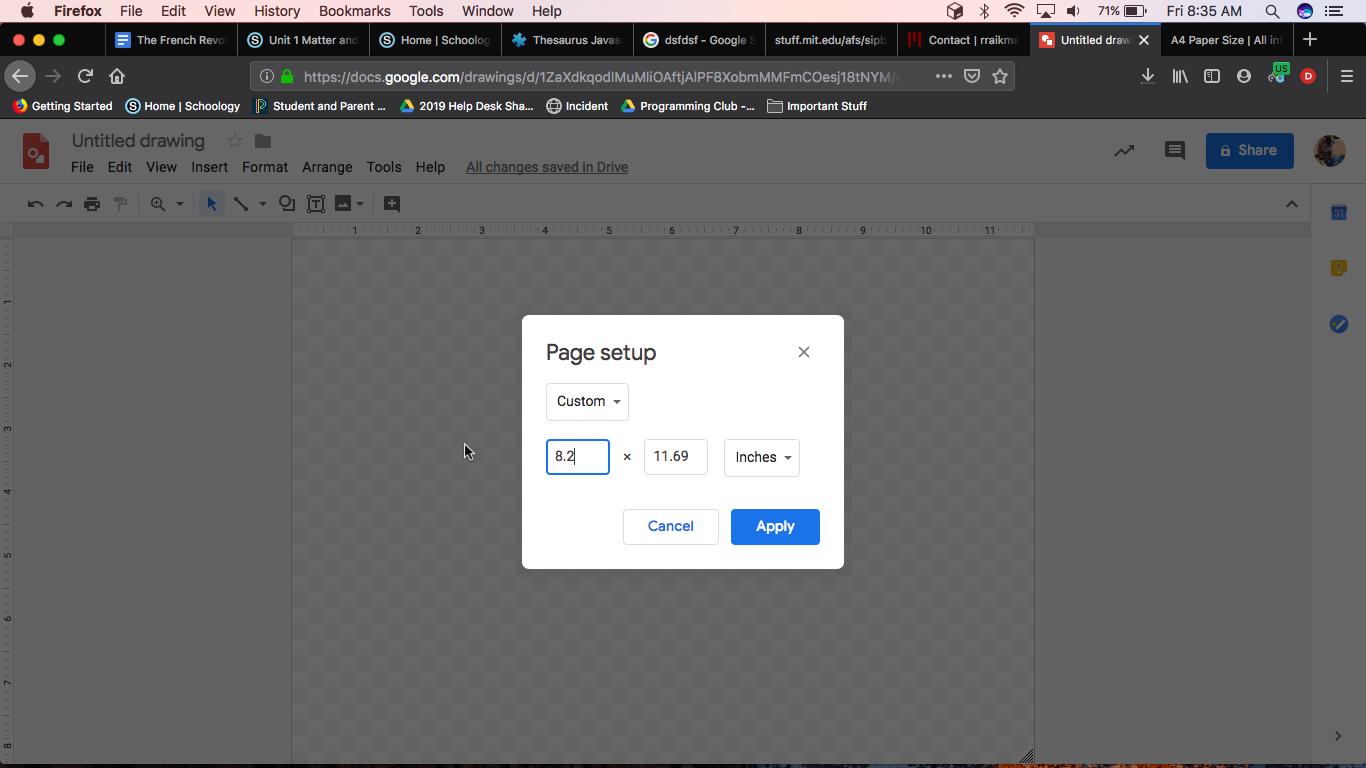 Firefox File Edit View History Bookmarks Tools Window Help 71% Fri 8:35 AM
The French Revo Unit 1 Matter and Home | Schoolog Thesaurus Javas dsfdsf - Google S stuff.mit.edu/afs/sipb Contact | rraikma Untitled draw A4 Paper Size | All inf
https://docs.google.com/drawings/d/1ZaXdkqodIMuMliOAftjAlPF8XobmMMFmCOesj18tNYM/ US D
Getting Started Home | Schoology Student and Parent ... 2019 Help Desk Sha... Incident Programming Club -... Important Stuff
Untitled drawing
File Edit View Insert Format Arrange Tools Help All changes saved in Drive
Share
31
1 2 3 4 5 6 7 8 9 10 11
1
2
3
4
5
6
7
8
Page setup
Custom
8.2 × 11.69 Inches
Cancel Apply